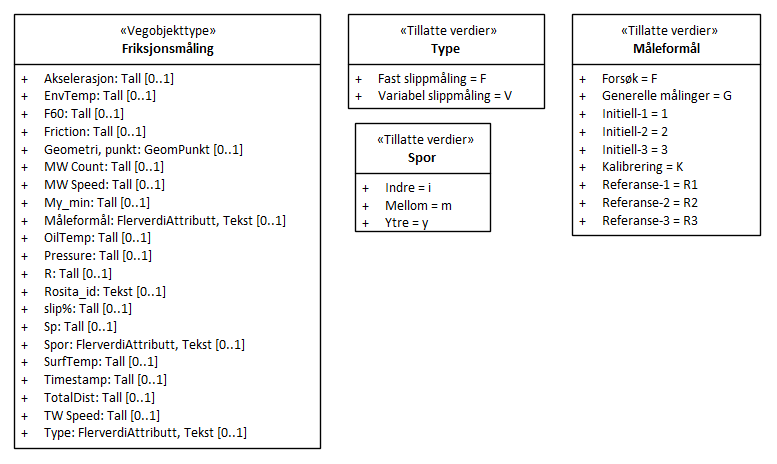 «Vegobjekttype»
Friksjonsmåling
+ Akselerasjon: Tall [0..1]
+ EnvTemp: Tall [0..1]
+ F60: Tall [0..1]
+ Friction: Tall [0..1]
+ Geometri, punkt: GeomPunkt [0..1]
+ MW Count: Tall [0..1]
+ MW Speed: Tall [0..1]
+ My_min: Tall [0..1]
+ Måleformål: FlerverdiAttributt, Tekst [0..1]
+ OilTemp: Tall [0..1]
+ Pressure: Tall [0..1]
+ R: Tall [0..1]
+ Rosita_id: Tekst [0..1]
+ slip%: Tall [0..1]
+ Sp: Tall [0..1]
+ Spor: FlerverdiAttributt, Tekst [0..1]
+ SurfTemp: Tall [0..1]
+ Timestamp: Tall [0..1]
+ TotalDist: Tall [0..1]
+ TW Speed: Tall [0..1]
+ Type: FlerverdiAttributt, Tekst [0..1]
«Tillatte verdier»
Type
+ Fast slippmåling = F
+ Variabel slippmåling = V
«Tillatte verdier»
Spor
+ Indre = i
+ Mellom = m
+ Ytre = y
«Tillatte verdier»
Måleformål
+ Forsøk = F
+ Generelle målinger = G
+ Initiell-1 = 1
+ Initiell-2 = 2
+ Initiell-3 = 3
+ Kalibrering = K
+ Referanse-1 = R1
+ Referanse-2 = R2
+ Referanse-3 = R3